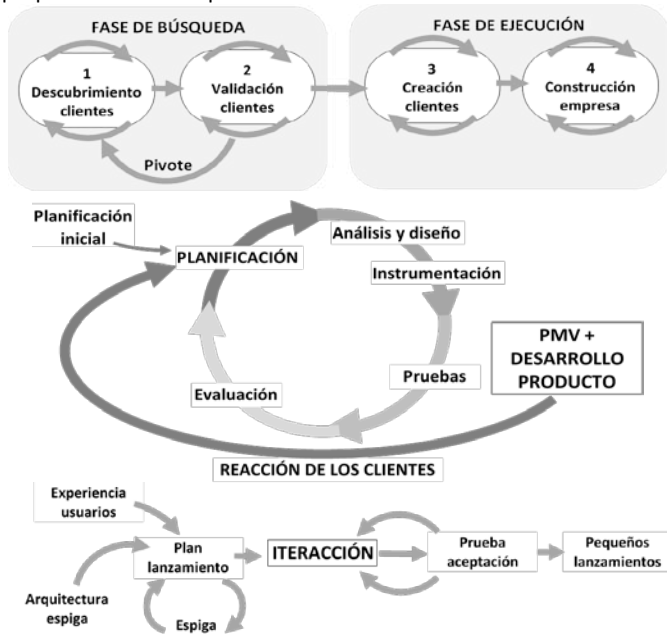 FASE DE BÚSQUEDA
FASE DE EJECUCIÓN
1
Descubrimiento
clientes
2
Validación
clientes
3
Creación
clientes
4
Construcción
empresa
Pivote
Planificación
inicial
PLANIFICACIÓN
Análisis y diseño
Instrumentación
PMV +
DESARROLLO
PRODUCTO
Pruebas
Evaluación
REACCIÓN DE LOS CLIENTES
Experiencia
usuarios
Plan
lanzamiento
ITERACCIÓN
Prueba
aceptación
Pequeños
lanzamientos
Arquitectura
espiga
Espiga